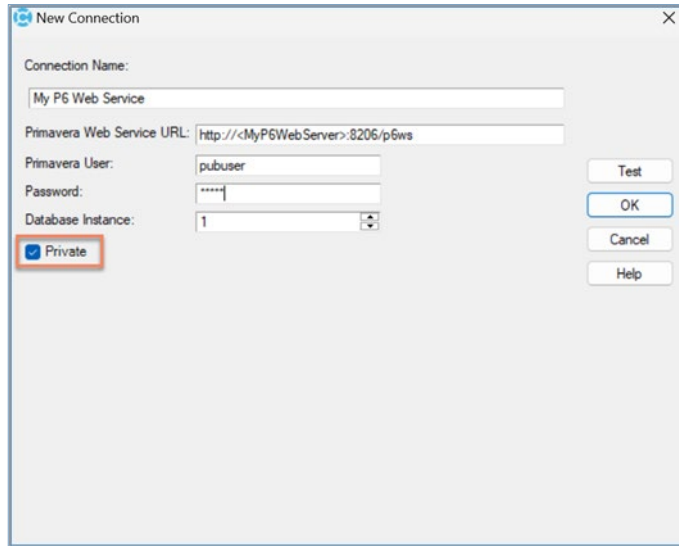 New Connection
Connection Name:
My P6 Web Service
Primavera Web Service URL: http://<MyP6WebServer>:8206/p6ws
Primavera User: pubuser
Password: *****
Database Instance: 1
Private
Test
OK
Cancel
Help